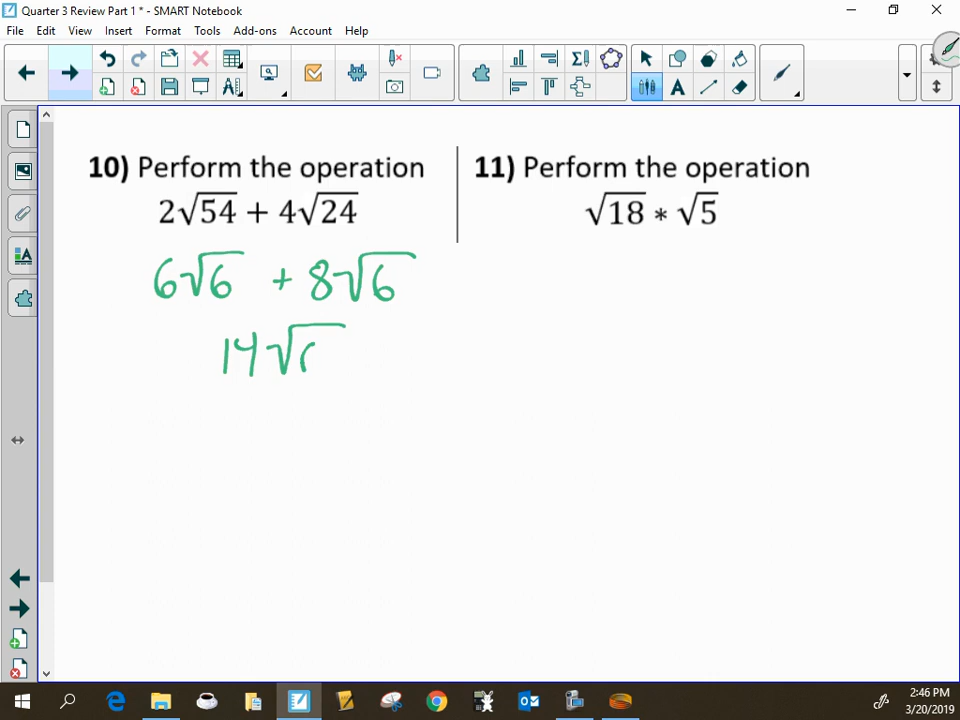 Quarter 3 Review Part 1 * - SMART Notebook
File Edit View Insert Format Tools Add-ons Account Help
10) Perform the operation
2√54 + 4√24
6√6 + 8√6
14√
11) Perform the operation
√18 * √5
2:46 PM
3/20/2019